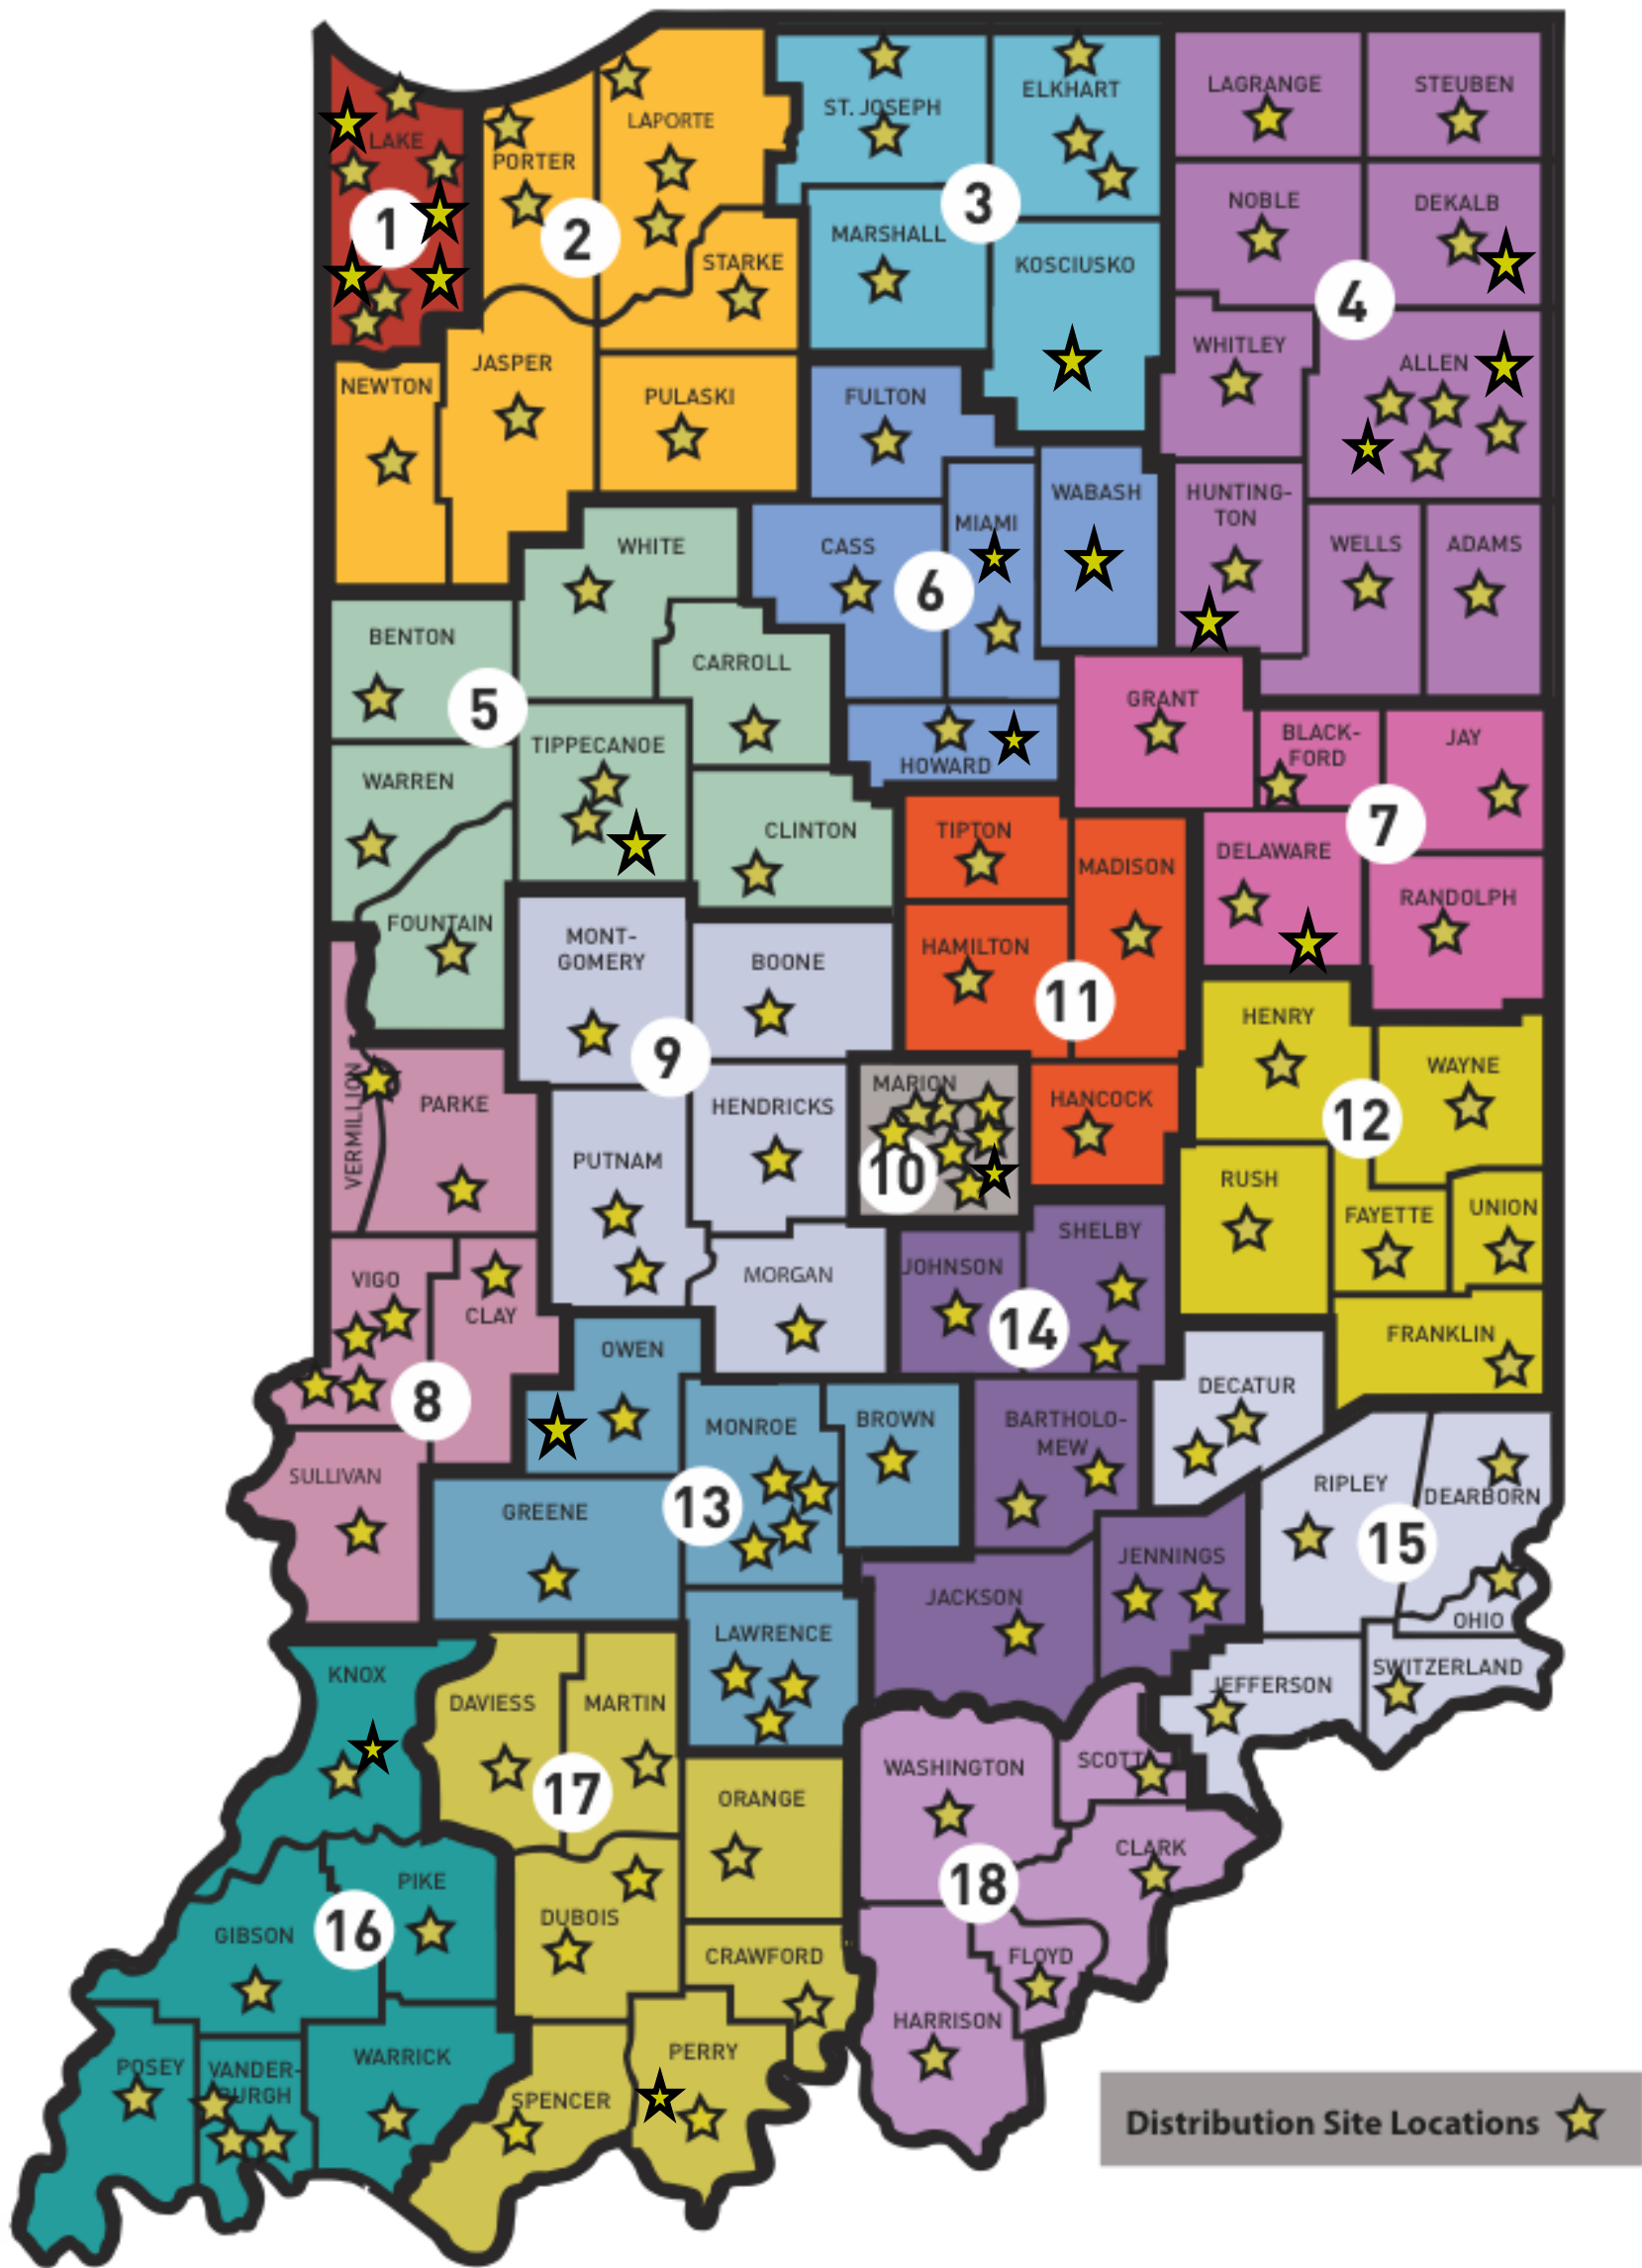 LAGRANGE
STEUBEN
ELKHART
ST. JOSEPH
LAPORTE
LAKE
PORTER
1
2
3
NOBLE
DEKALB
MARSHALL
STARKE
KOSCIUSKO
4
WHITLEY
ALLEN
JASPER
NEWTON
PULASKI
FULTON
WABASH
HUNTING-
TON
MIAMI
WHITE
CASS
WELLS
ADAMS
6
BENTON
CARROLL
5
GRANT
TIPPECANOE
BLACK-
FORD
JAY
HOWARD
WARREN
CLINTON
TIPTON
7
DELAWARE
MADISON
RANDOLPH
FOUNTAIN
MONT-
GOMERY
BOONE
HAMILTON
11
HENRY
9
WAYNE
VERMILLION
PARKE
HENDRICKS
MARION
HANCOCK
12
PUTNAM
10
RUSH
FAYETTE
UNION
SHELBY
JOHNSON
VIGO
MORGAN
CLAY
14
OWEN
FRANKLIN
8
DECATUR
MONROE
BROWN
BARTHOLO-
MEW
SULLIVAN
RIPLEY
DEARBORN
GREENE
13
15
JENNINGS
JACKSON
LAWRENCE
OHIO
KNOX
SWITZERLAND
JEFFERSON
DAVIESS
MARTIN
WASHINGTON
SCOTT
17
ORANGE
CLARK
PIKE
18
DUBOIS
GIBSON
16
CRAWFORD
FLOYD
HARRISON
PERRY
WARRICK
POSEY
VANDER-
BURGH
SPENCER
Distribution Site Locations